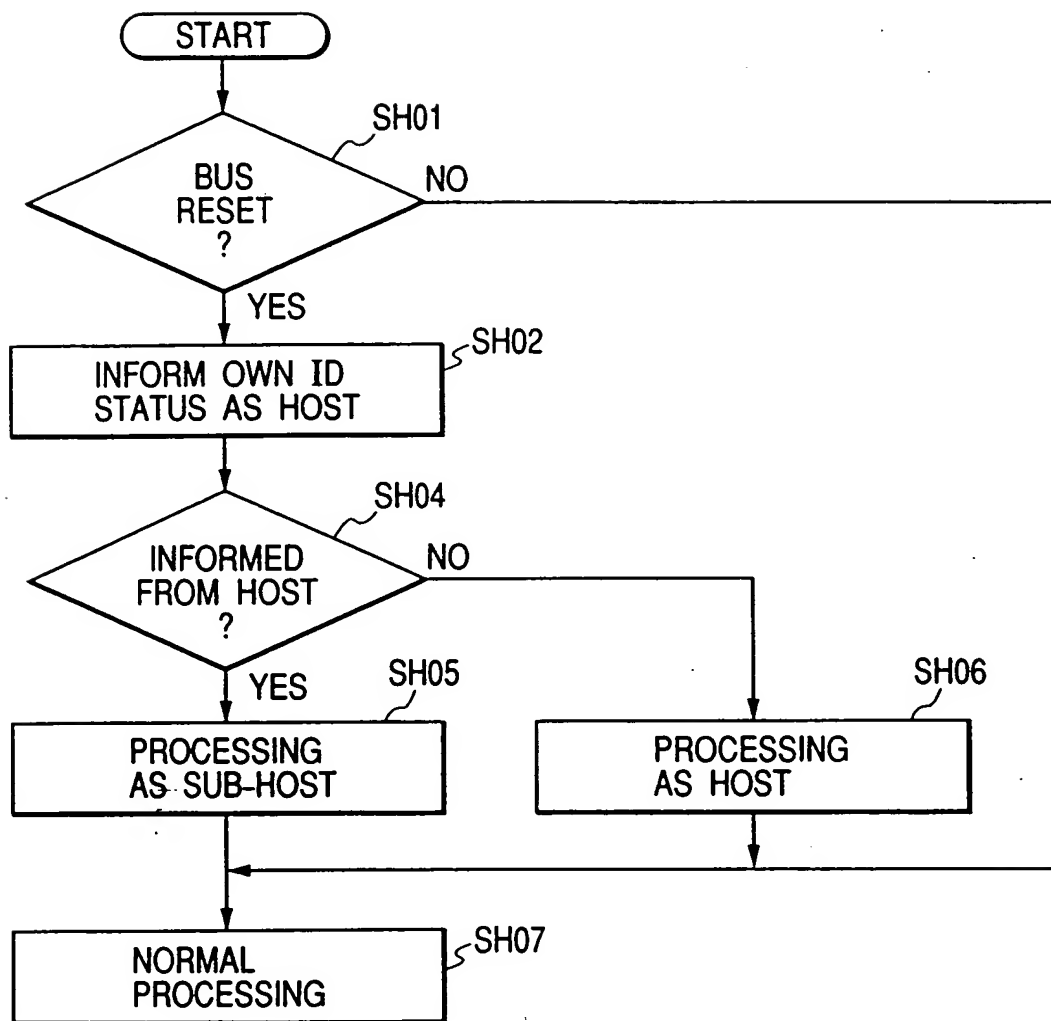 START
SH01
BUS
RESET
?
NO
YES
SH02
INFORM OWN ID
STATUS AS HOST
SH04
INFORMED
FROM HOST
?
NO
YES
SH05
PROCESSING
AS SUB-HOST
SH06
PROCESSING
AS HOST
SH07
NORMAL
PROCESSING